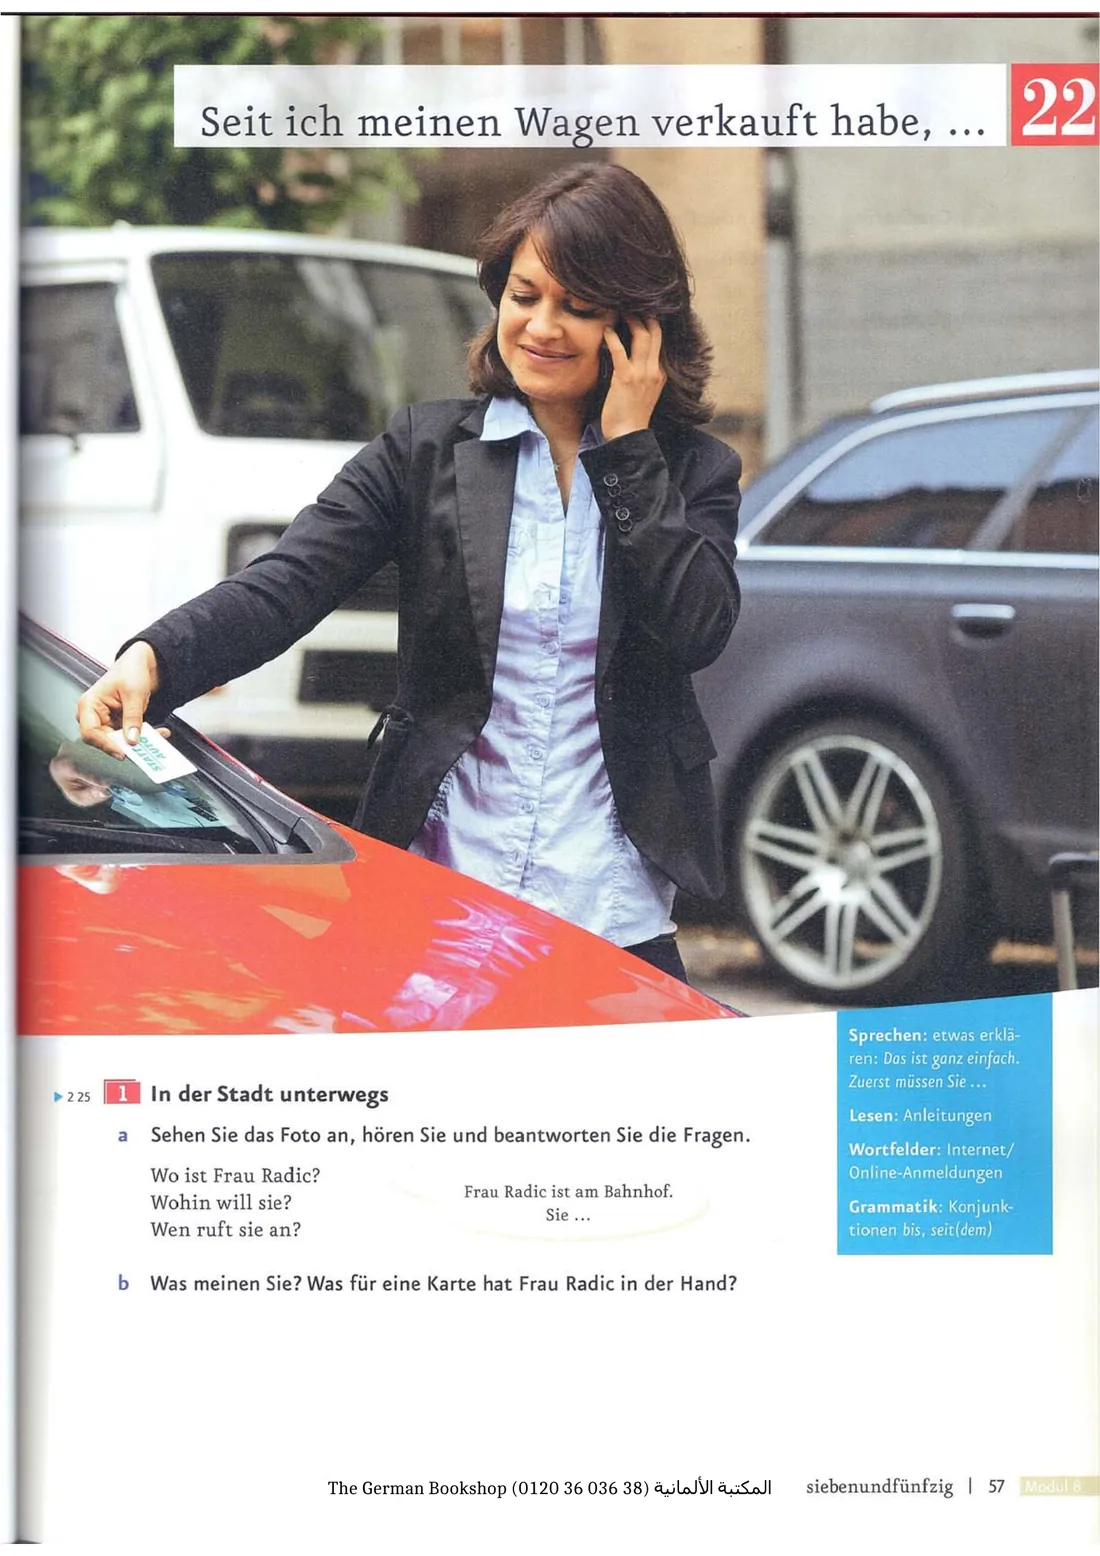 Seit ich meinen Wagen verkauft habe, ...
22
STATT
AUTO
Sprechen: etwas erklä-
ren: Das ist ganz einfach.
Zuerst müssen Sie ...
Lesen: Anleitungen
Wortfelder: Internet/
Online-Anmeldungen
Grammatik: Konjunk-
tionen bis, seit(dem)
▶ 2 25 1 In der Stadt unterwegs
a Sehen Sie das Foto an, hören Sie und beantworten Sie die Fragen.
Wo ist Frau Radic?
Wohin will sie?
Wen ruft sie an?
Frau Radic ist am Bahnhof.
Sie ...
b Was meinen Sie? Was für eine Karte hat Frau Radic in der Hand?
The German Bookshop (0120 36 036 38) المكتبة الألمانية
siebenundfünfzig | 57 Modul 8